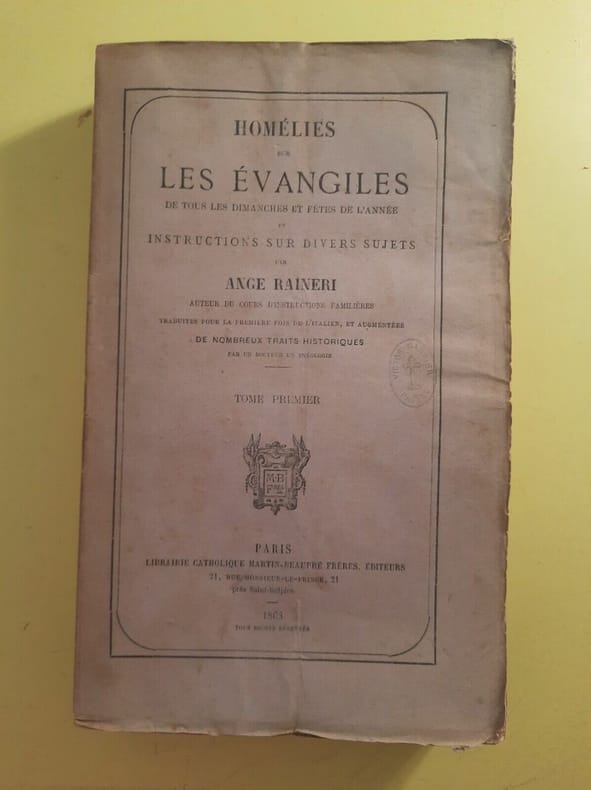 HOMÉLIES
SUR
LES ÉVANGILES
DE TOUS LES DIMANCHES ET FÊTES DE L'ANNÉE
ET
INSTRUCTIONS SUR DIVERS SUJETS
PAR
ANGE RAINERI
AUTEUR DU COURS D'INSTRUCTIONS FAMILIÈRES
TRADUITES POUR LA PREMIÈRE FOIS DE L'ITALIEN, ET AUGMENTÉES
DE NOMBREUX TRAITS HISTORIQUES
PAR UN DOCTEUR EN THÉOLOGIE
TOME PREMIER
M·B
PARIS
LIBRAIRIE CATHOLIQUE MARTIN-BEAUPRÉ FRÈRES, ÉDITEURS
21, RUE MONSIEUR-LE-PRINCE, 21
près Saint-Sulpice
TOUS DROITS RÉSERVÉS